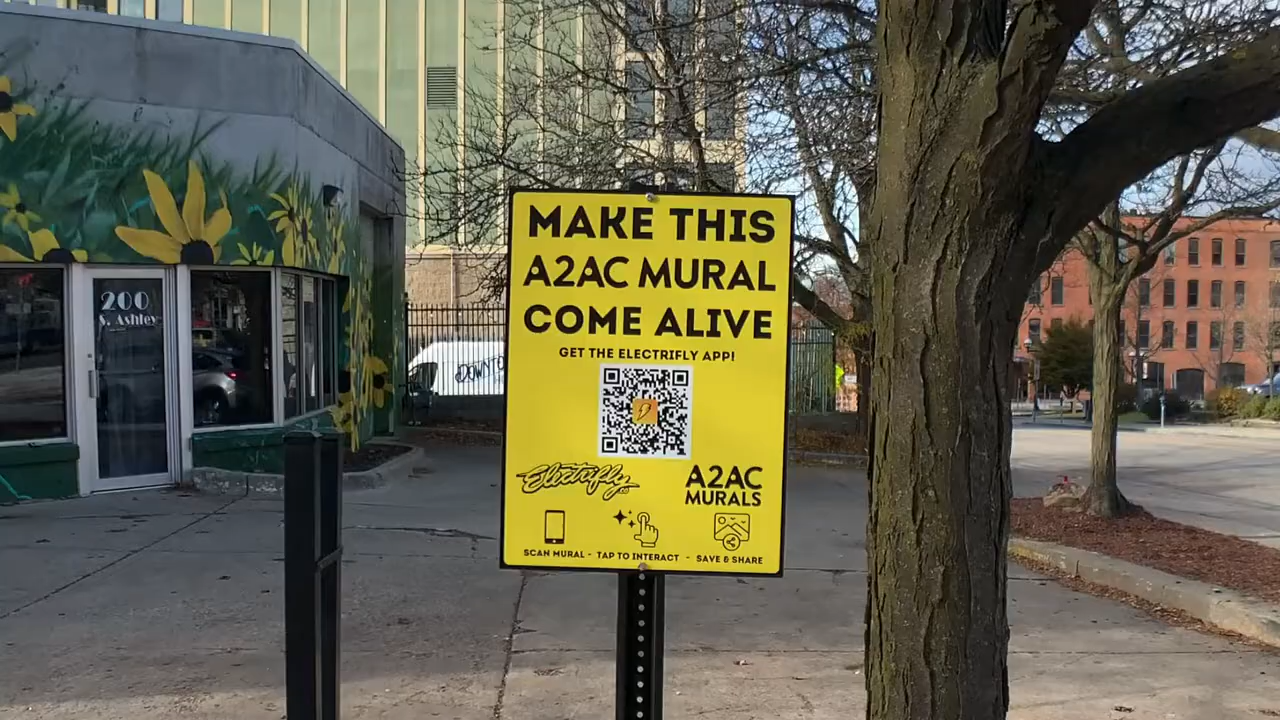 MAKE THIS
A2AC MURAL
COME ALIVE
GET THE ELECTRIFLY APP!
Electrifly
A2AC
MURALS
SCAN MURAL - TAP TO INTERACT - SAVE & SHARE
200
S. Ashley
DOWNTO